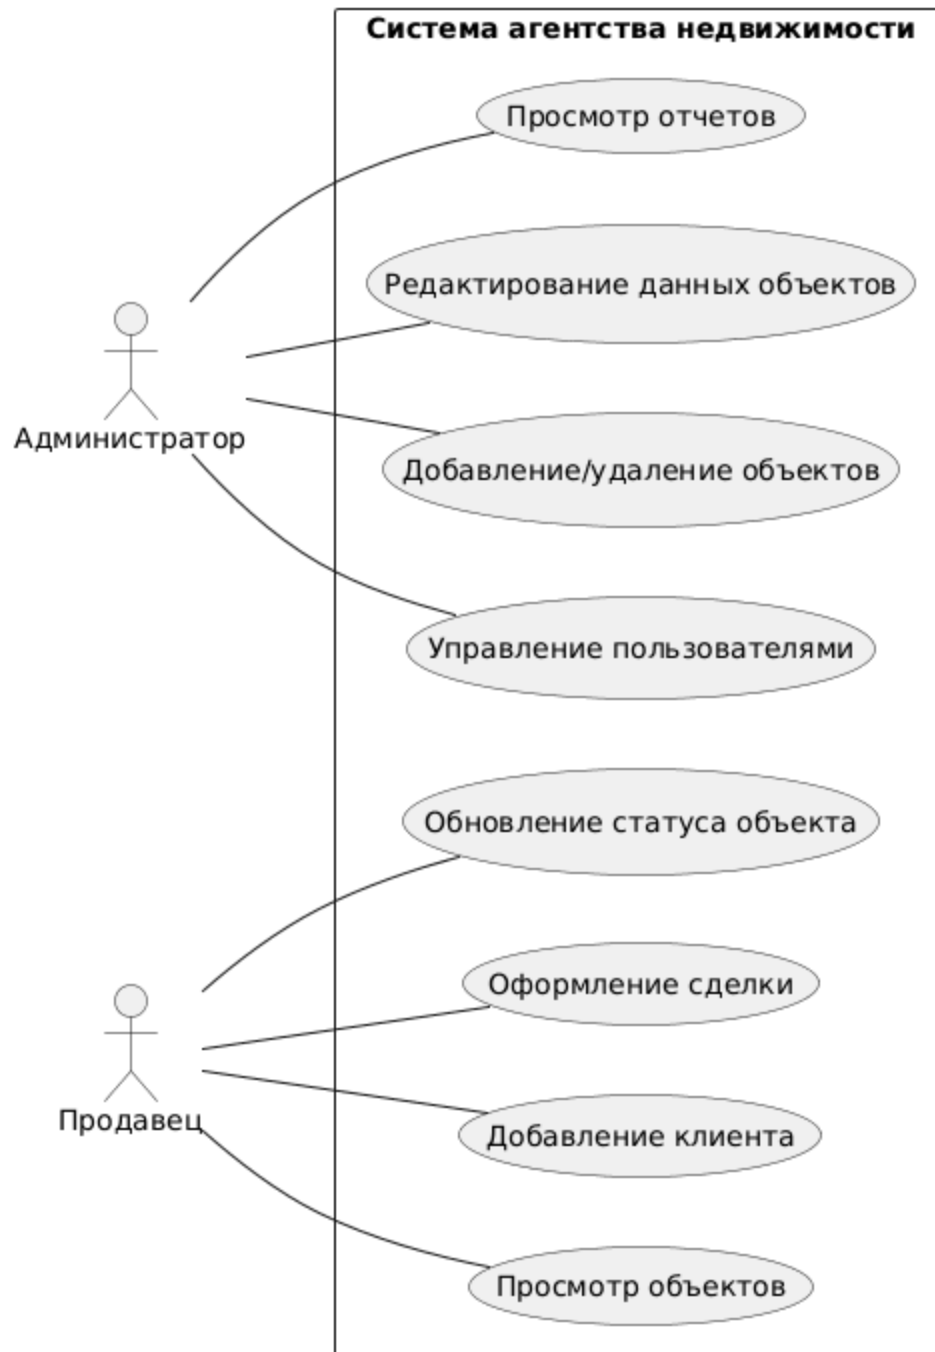 Система агентства недвижимости
Просмотр отчетов
Редактирование данных объектов
Администратор
Добавление/удаление объектов
Управление пользователями
Обновление статуса объекта
Оформление сделки
Продавец
Добавление клиента
Просмотр объектов